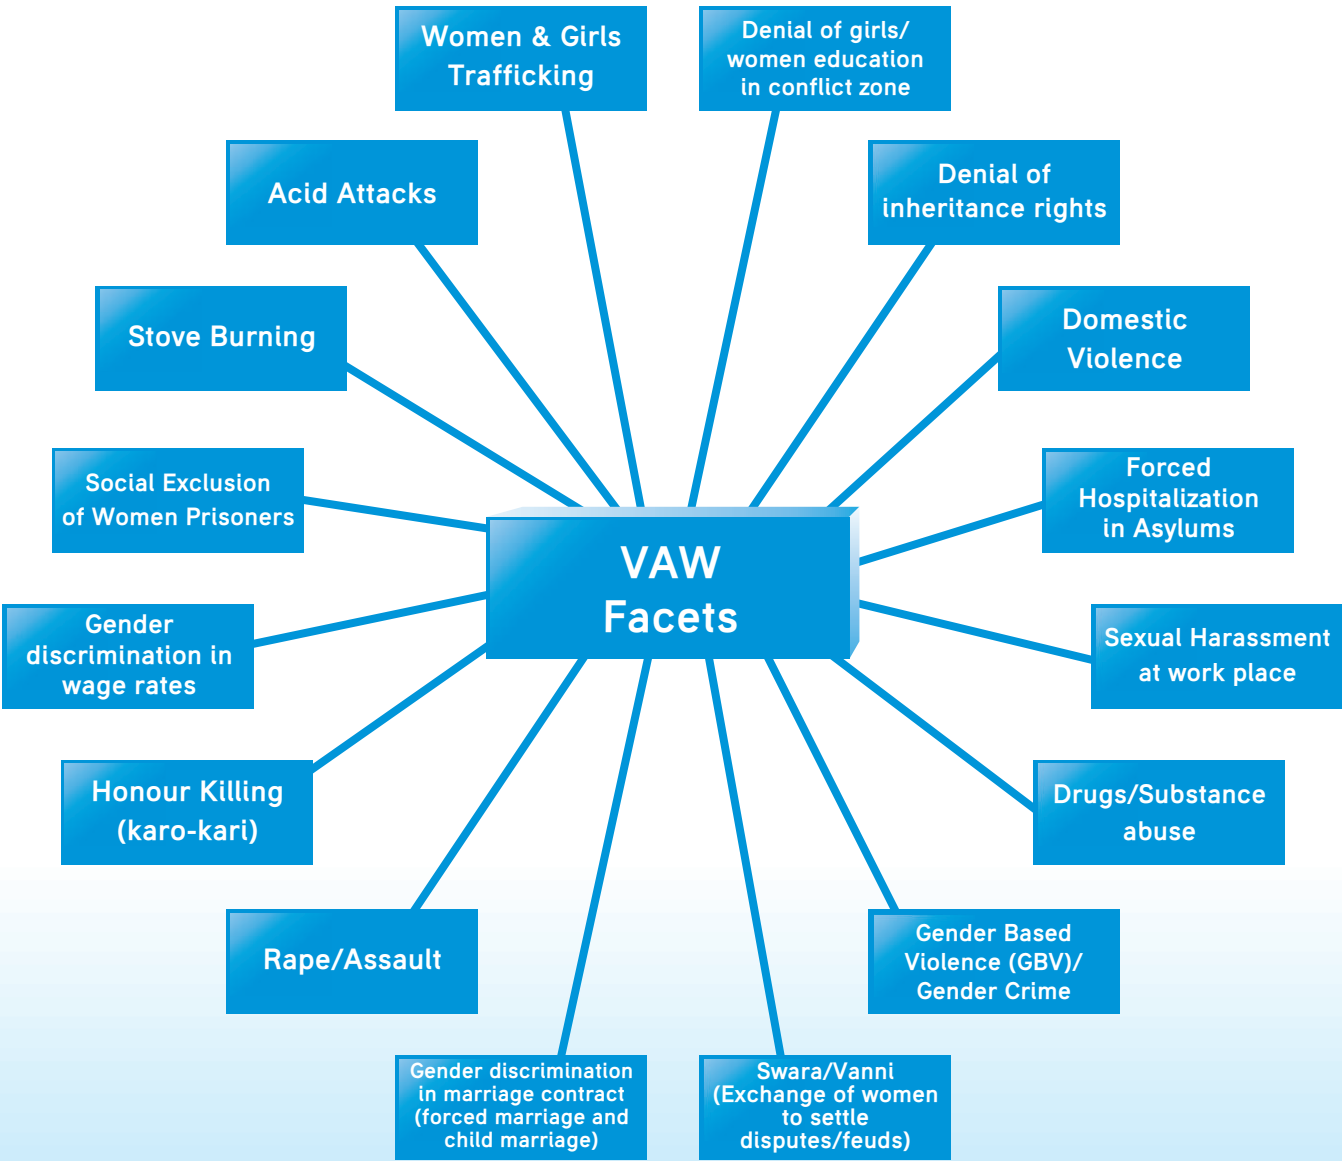 Women & Girls
Trafficking
Denial of girls/
women education
in conflict zone
Acid Attacks
Denial of
inheritance rights
Stove Burning
Domestic
Violence
Social Exclusion
of Women Prisoners
Forced
Hospitalization
in Asylums
VAW
Facets
Gender
discrimination in
wage rates
Sexual Harassment
at work place
Honour Killing
(karo-kari)
Drugs/Substance
abuse
Rape/Assault
Gender Based
Violence (GBV)/
Gender Crime
Gender discrimination
in marriage contract
(forced marriage and
child marriage)
Swara/Vanni
(Exchange of women
to settle
disputes/feuds)